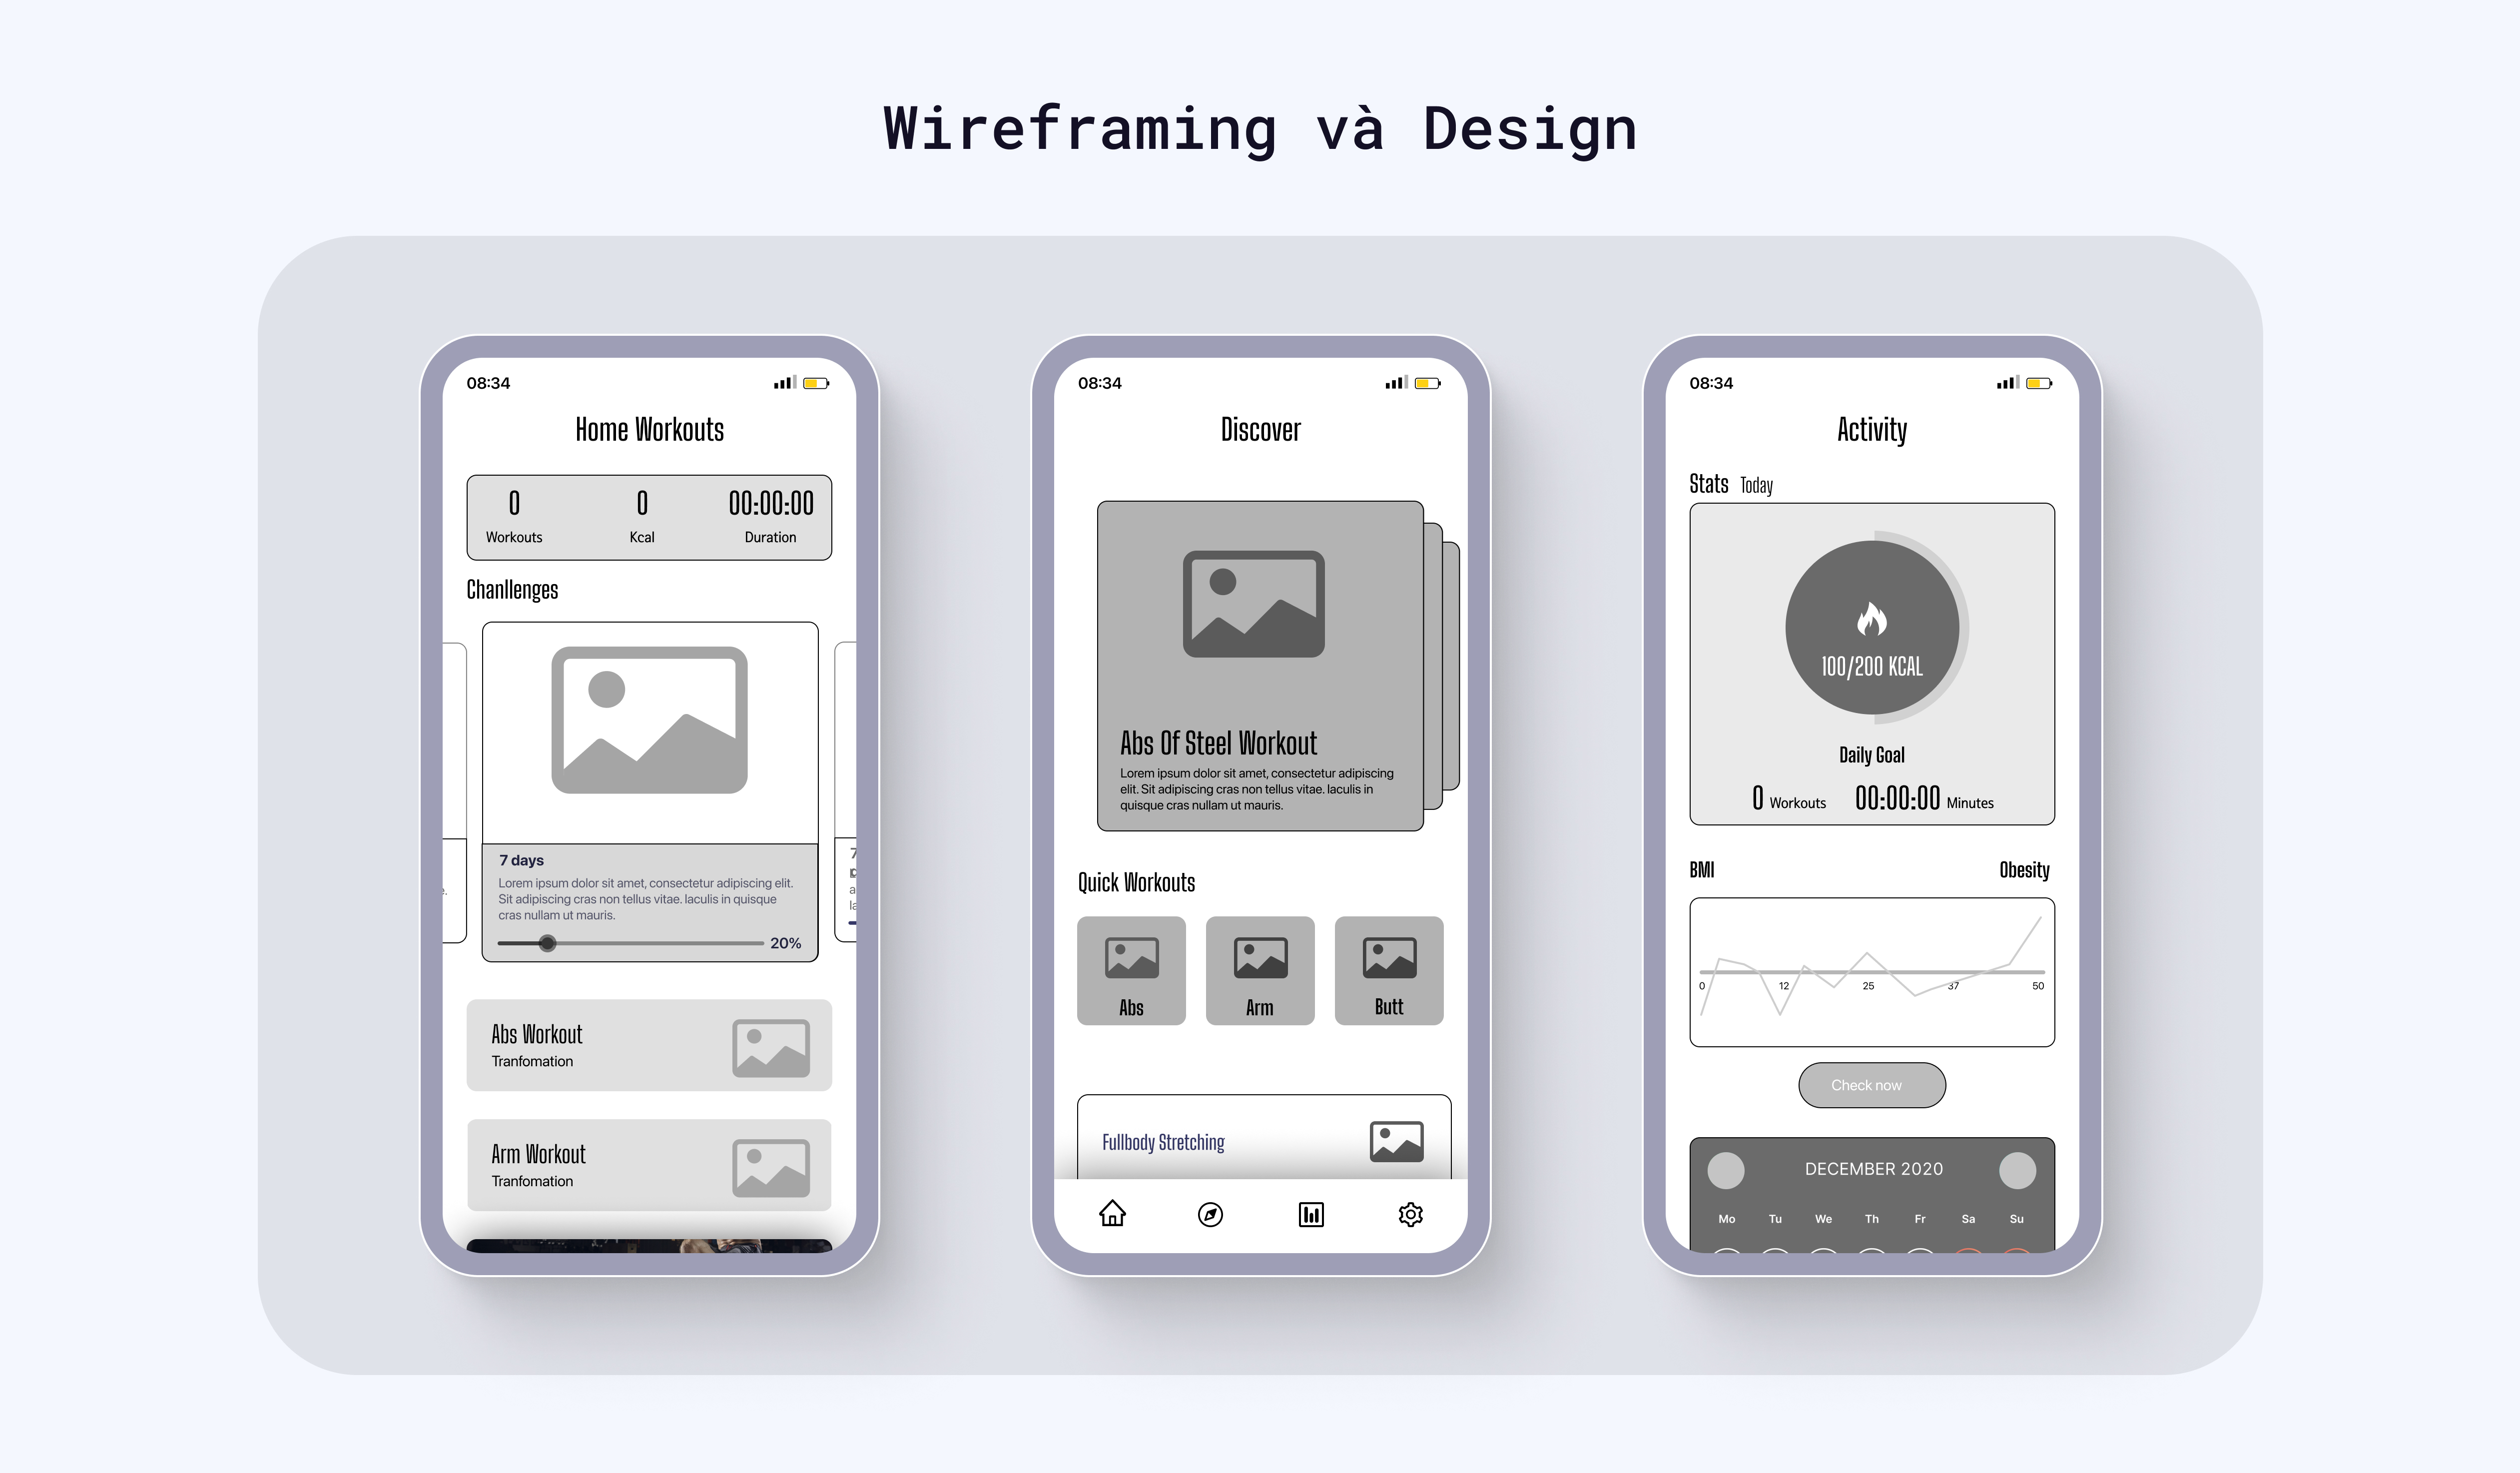 Wireframing và Design
08:34
Home Workouts
0 0 00:00:00
Workouts Kcal Duration
Chanllenges
7 days
Lorem ipsum dolor sit amet, consectetur adipiscing elit.
Sit adipiscing cras non tellus vitae. Iaculis in quisque
cras nullam ut mauris.
20%
e.
7
a
la
Abs Workout
Tranfomation
Arm Workout
Tranfomation
08:34
Discover
Abs Of Steel Workout
Lorem ipsum dolor sit amet, consectetur adipiscing
elit. Sit adipiscing cras non tellus vitae. Iaculis in
quisque cras nullam ut mauris.
Quick Workouts
Abs Arm Butt
Fullbody Stretching
08:34
Activity
Stats Today
100/200 KCAL
Daily Goal
0 Workouts 00:00:00 Minutes
BMI Obesity
0 12 25 37 50
Check now
DECEMBER 2020
Mo Tu We Th Fr Sa Su